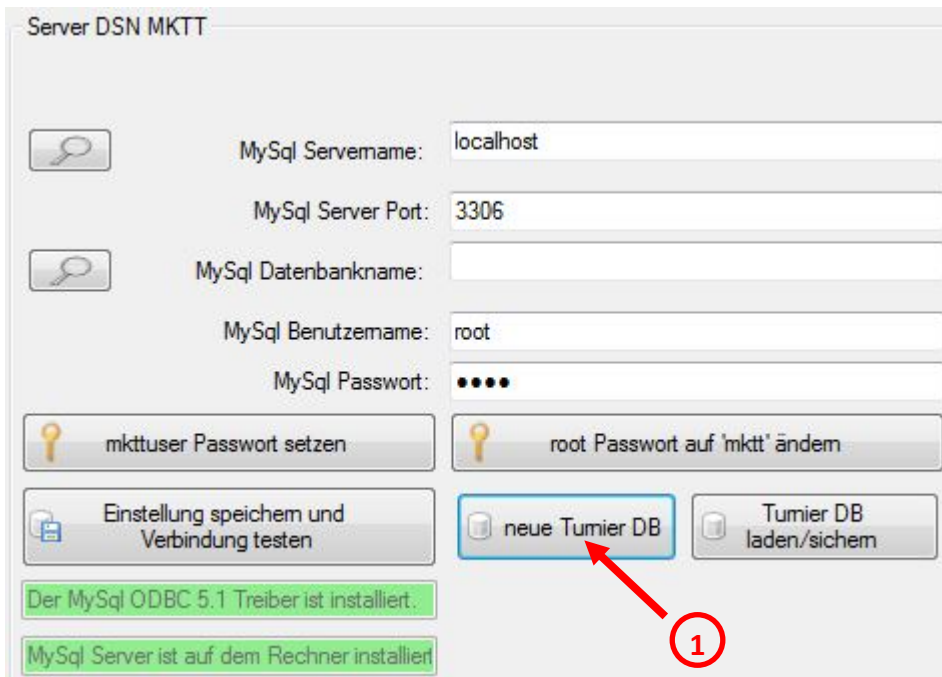 Server DSN MKTT
MySql Servername:
localhost
MySql Server Port:
3306
MySql Datenbankname:
MySql Benutzername:
root
MySql Passwort:
●●●●
mkttuser Passwort setzen
root Passwort auf 'mktt' ändern
Einstellung speichern und
Verbindung testen
neue Turnier DB
Turnier DB
laden/sichern
Der MySql ODBC 5.1 Treiber ist installiert.
MySql Server ist auf dem Rechner installiert
1